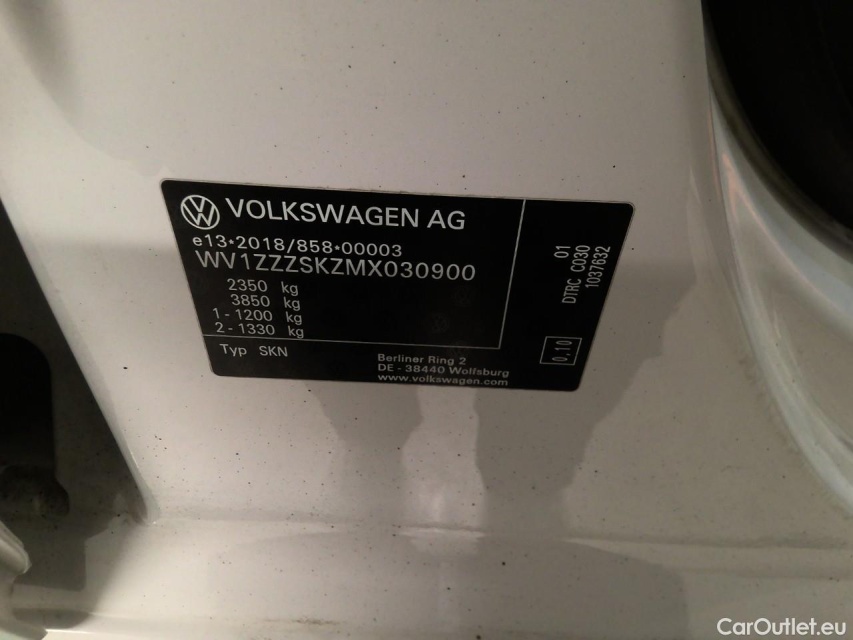 VOLKSWAGEN AG
e13*2018/858*00003
WV1ZZZSKZMX030900
2350 kg
3850 kg
1 - 1200 kg
2 - 1330 kg
Typ SKN
Berliner Ring 2
DE - 38440 Wolfsburg
www.volkswagen.com
01
DTRC C030
1037632
0.10
CarOutlet.eu